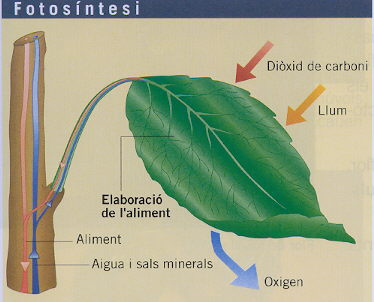 Fotosíntesi
Diòxid de carboni
Llum
Elaboració
de l'aliment
Aliment
Aigua i sals minerals
Oxigen